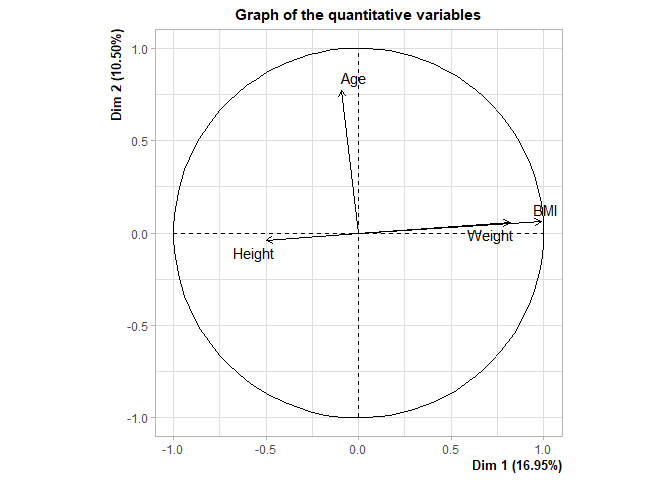 Graph of the quantitative variables
Dim 2 (10.50%)
1.0
0.5
0.0
-0.5
-1.0
Age
BMI
Weight
Height
-1.0 -0.5 0.0 0.5 1.0
Dim 1 (16.95%)